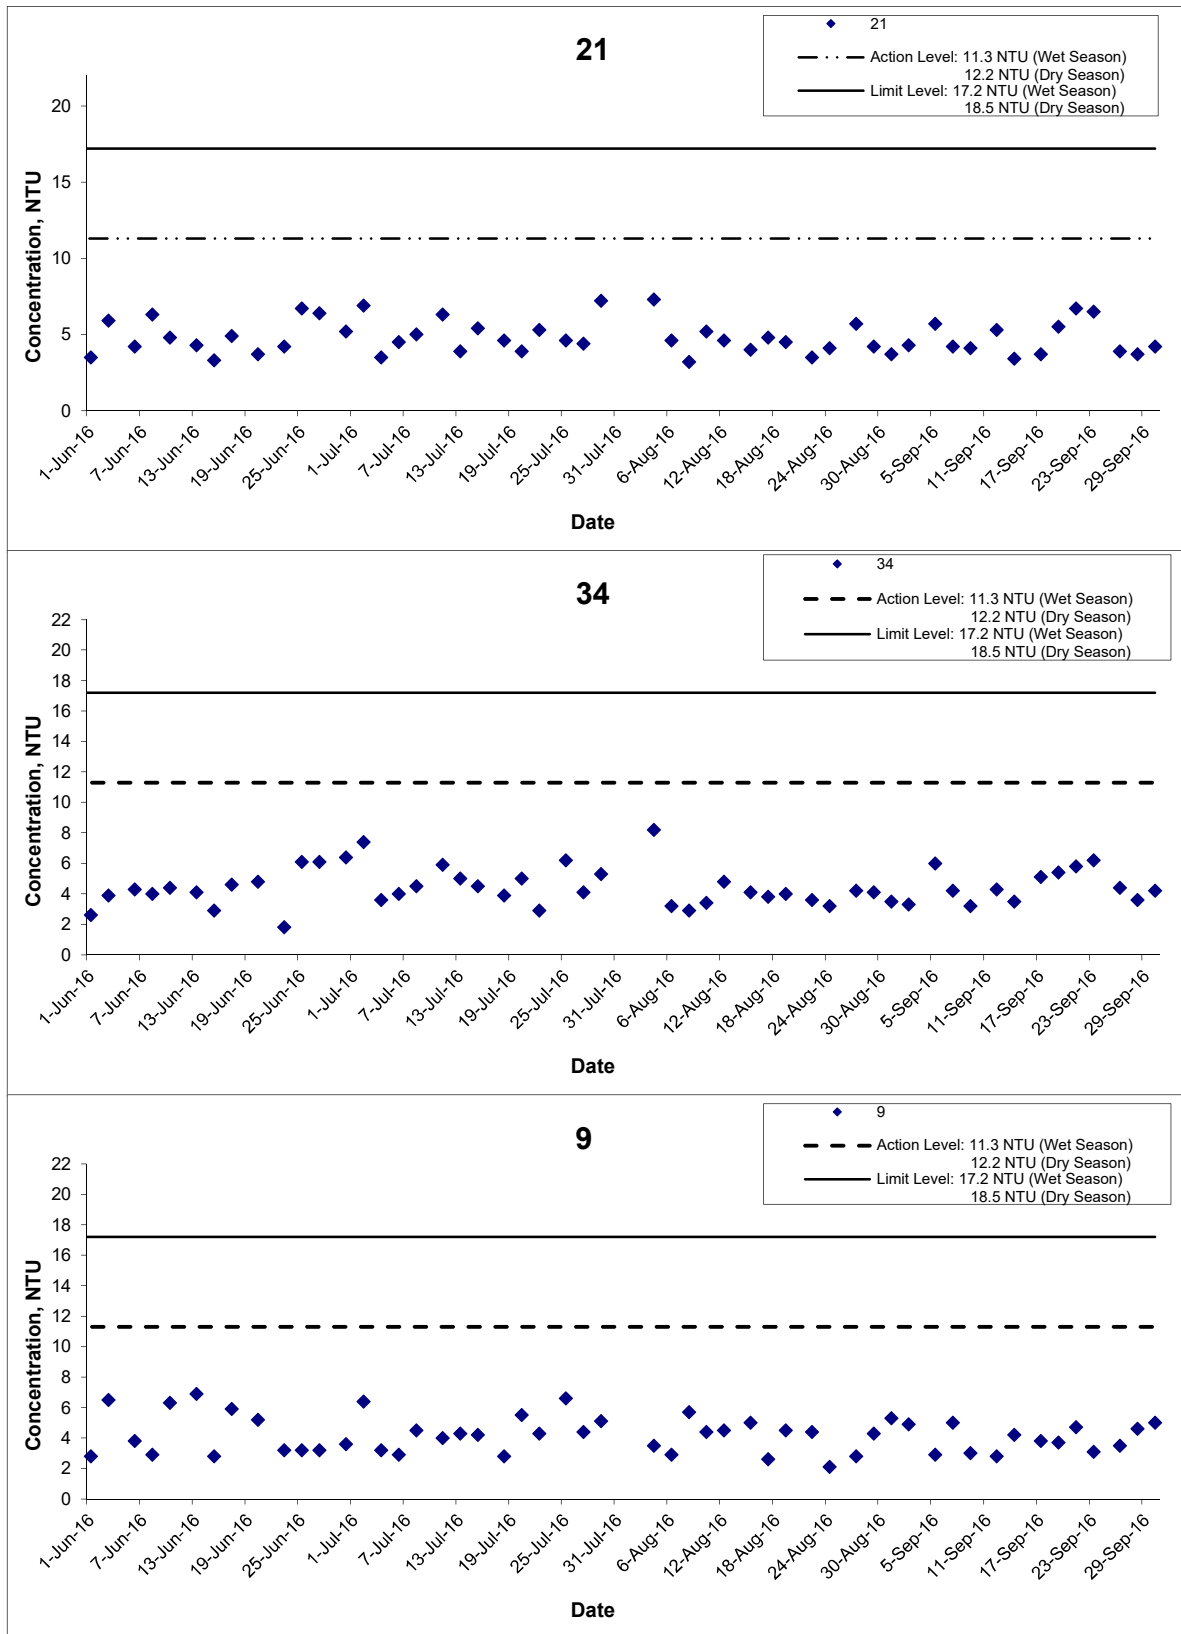 21
21
Action Level: 11.3 NTU (Wet Season)
12.2 NTU (Dry Season)
Limit Level: 17.2 NTU (Wet Season)
18.5 NTU (Dry Season)
Concentration, NTU
20
15
10
5
0
1-Jun-16
7-Jun-16
13-Jun-16
19-Jun-16
25-Jun-16
1-Jul-16
7-Jul-16
13-Jul-16
19-Jul-16
25-Jul-16
31-Jul-16
6-Aug-16
12-Aug-16
18-Aug-16
24-Aug-16
30-Aug-16
5-Sep-16
11-Sep-16
17-Sep-16
23-Sep-16
29-Sep-16
Date
34
34
Action Level: 11.3 NTU (Wet Season)
12.2 NTU (Dry Season)
Limit Level: 17.2 NTU (Wet Season)
18.5 NTU (Dry Season)
Concentration, NTU
22
20
18
16
14
12
10
8
6
4
2
0
1-Jun-16
7-Jun-16
13-Jun-16
19-Jun-16
25-Jun-16
1-Jul-16
7-Jul-16
13-Jul-16
19-Jul-16
25-Jul-16
31-Jul-16
6-Aug-16
12-Aug-16
18-Aug-16
24-Aug-16
30-Aug-16
5-Sep-16
11-Sep-16
17-Sep-16
23-Sep-16
29-Sep-16
Date
9
9
Action Level: 11.3 NTU (Wet Season)
12.2 NTU (Dry Season)
Limit Level: 17.2 NTU (Wet Season)
18.5 NTU (Dry Season)
Concentration, NTU
22
20
18
16
14
12
10
8
6
4
2
0
1-Jun-16
7-Jun-16
13-Jun-16
19-Jun-16
25-Jun-16
1-Jul-16
7-Jul-16
13-Jul-16
19-Jul-16
25-Jul-16
31-Jul-16
6-Aug-16
12-Aug-16
18-Aug-16
24-Aug-16
30-Aug-16
5-Sep-16
11-Sep-16
17-Sep-16
23-Sep-16
29-Sep-16
Date